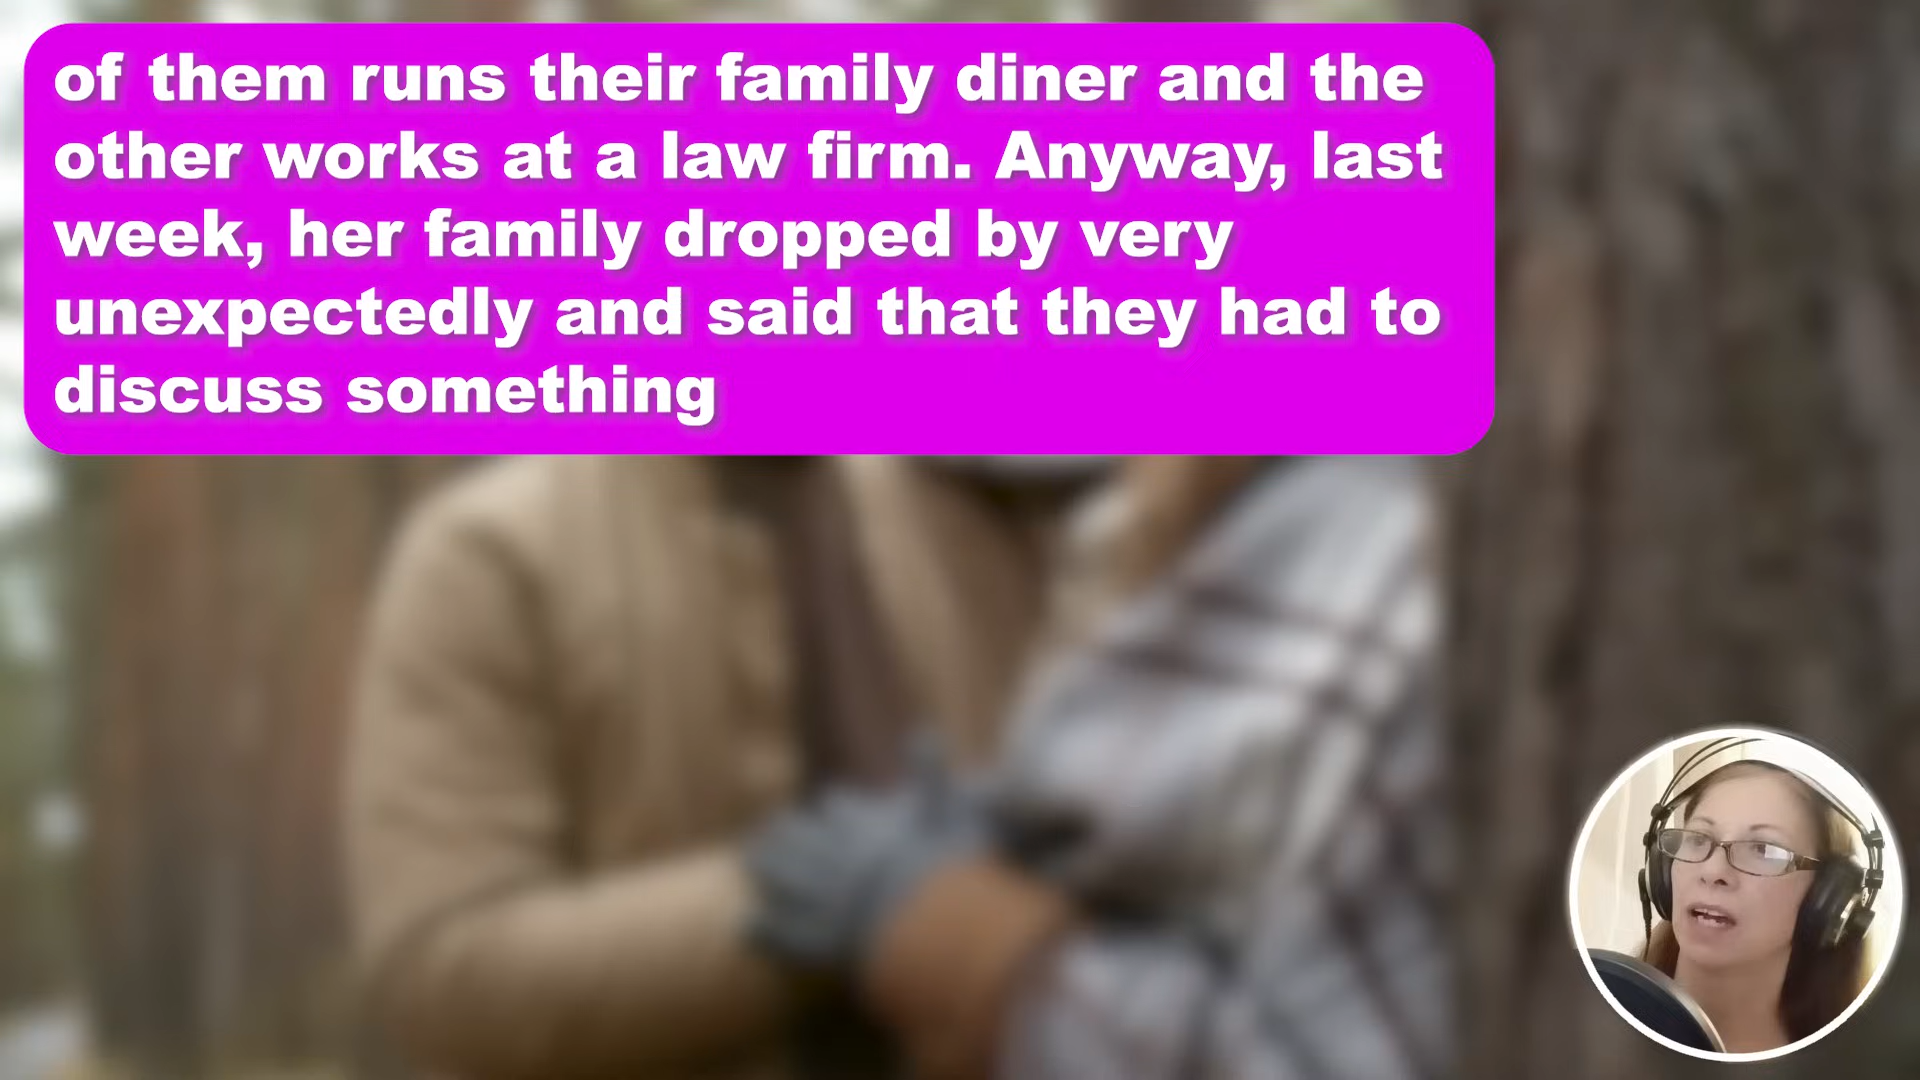 of them runs their family diner and the
other works at a law firm. Anyway, last
week, her family dropped by very
unexpectedly and said that they had to
discuss something